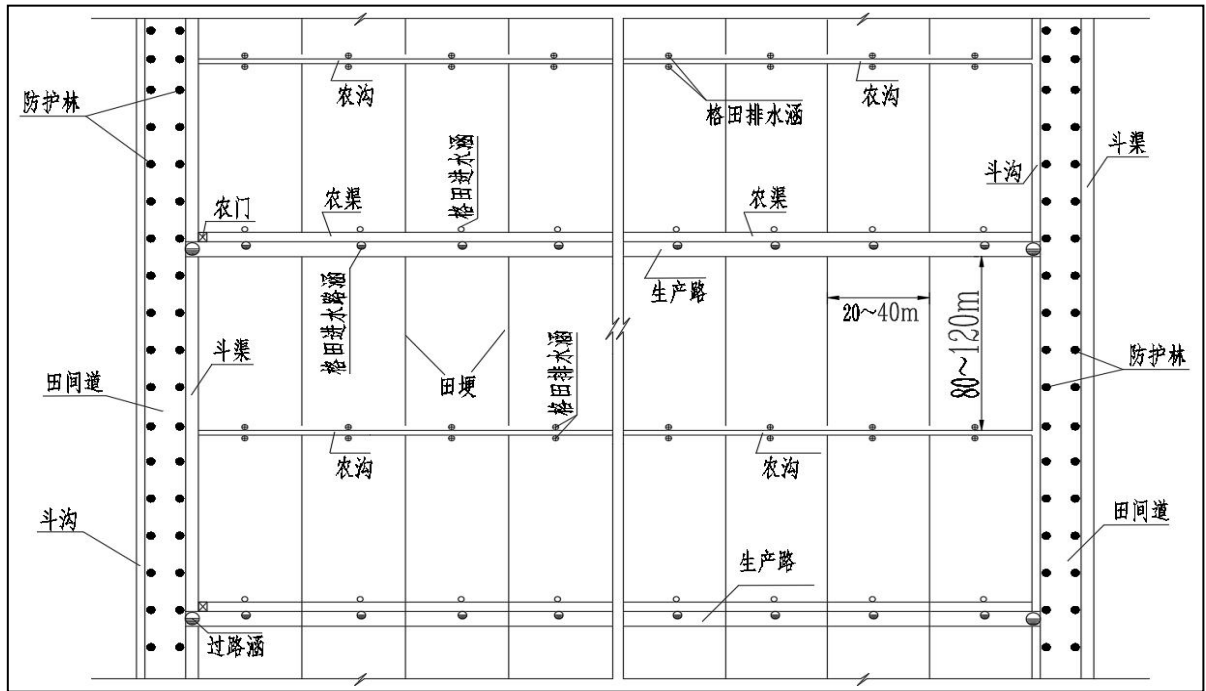 农沟
农沟
防护林
格田排水涵
斗渠
格田进水涵
斗沟
农渠
农渠
农门
生产路
格田进水路涵
20~40m
80~120m
斗渠
防护林
田间道
田埂
格田排水涵
农沟
农沟
斗沟
田间道
生产路
过路涵